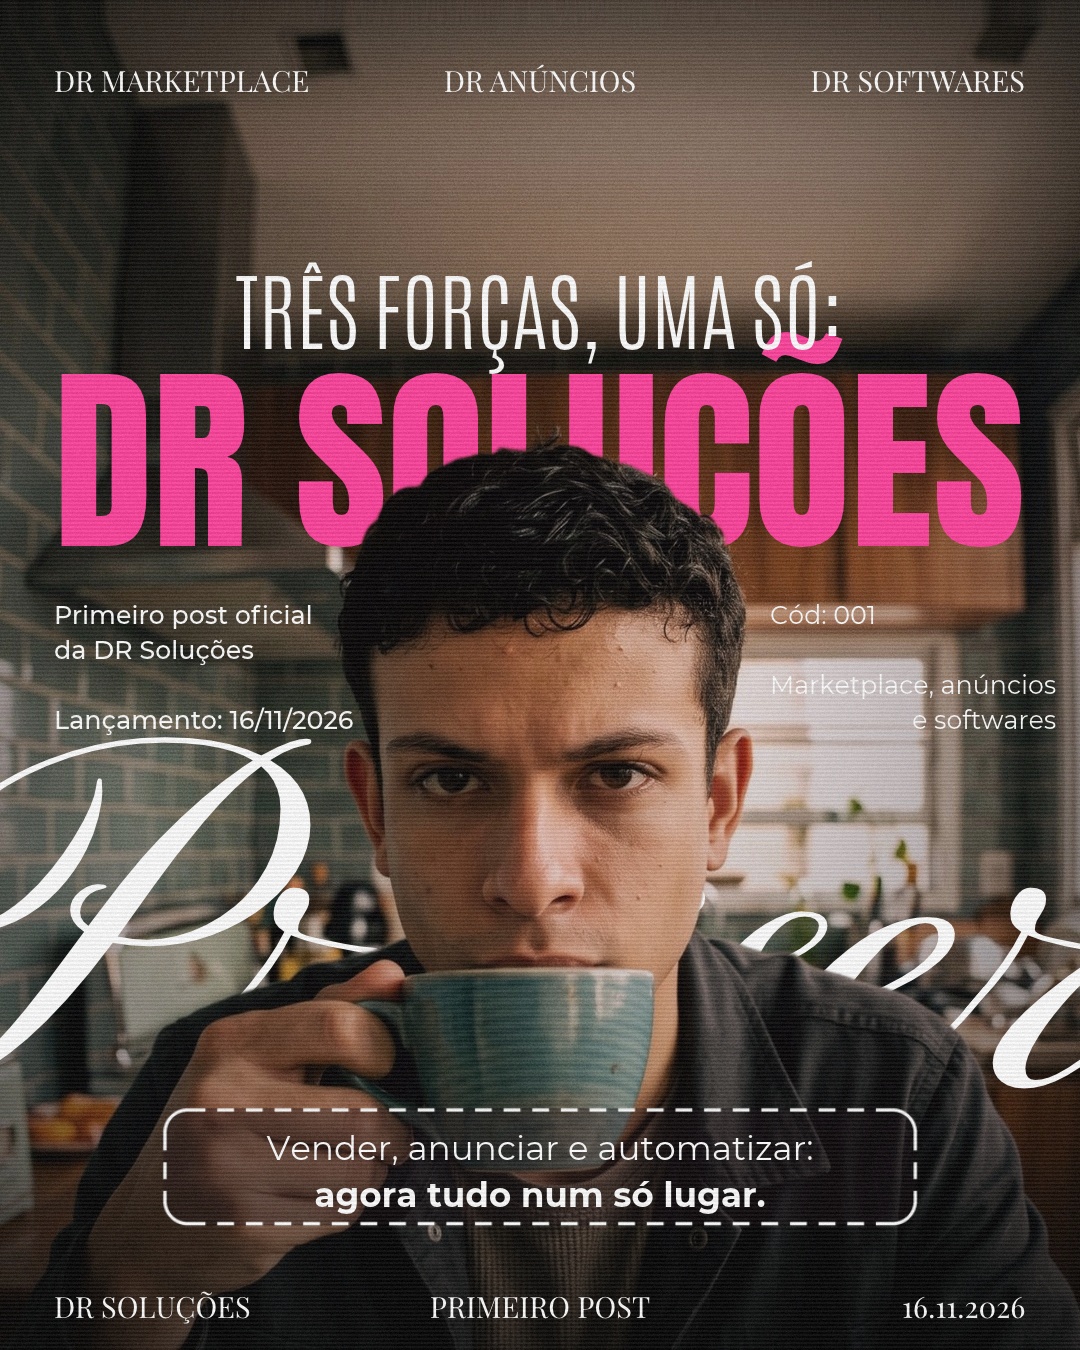 DR MARKETPLACE DR ANÚNCIOS DR SOFTWARES
TRÊS FORÇAS, UMA SÓ:
DR SOLUÇÕES
Primeiro post oficial
da DR Soluções
Lançamento: 16/11/2026
Cód: 001
Marketplace, anúncios
e softwares
Vender, anunciar e automatizar:
agora tudo num só lugar.
DR SOLUÇÕES PRIMEIRO POST 16.11.2026